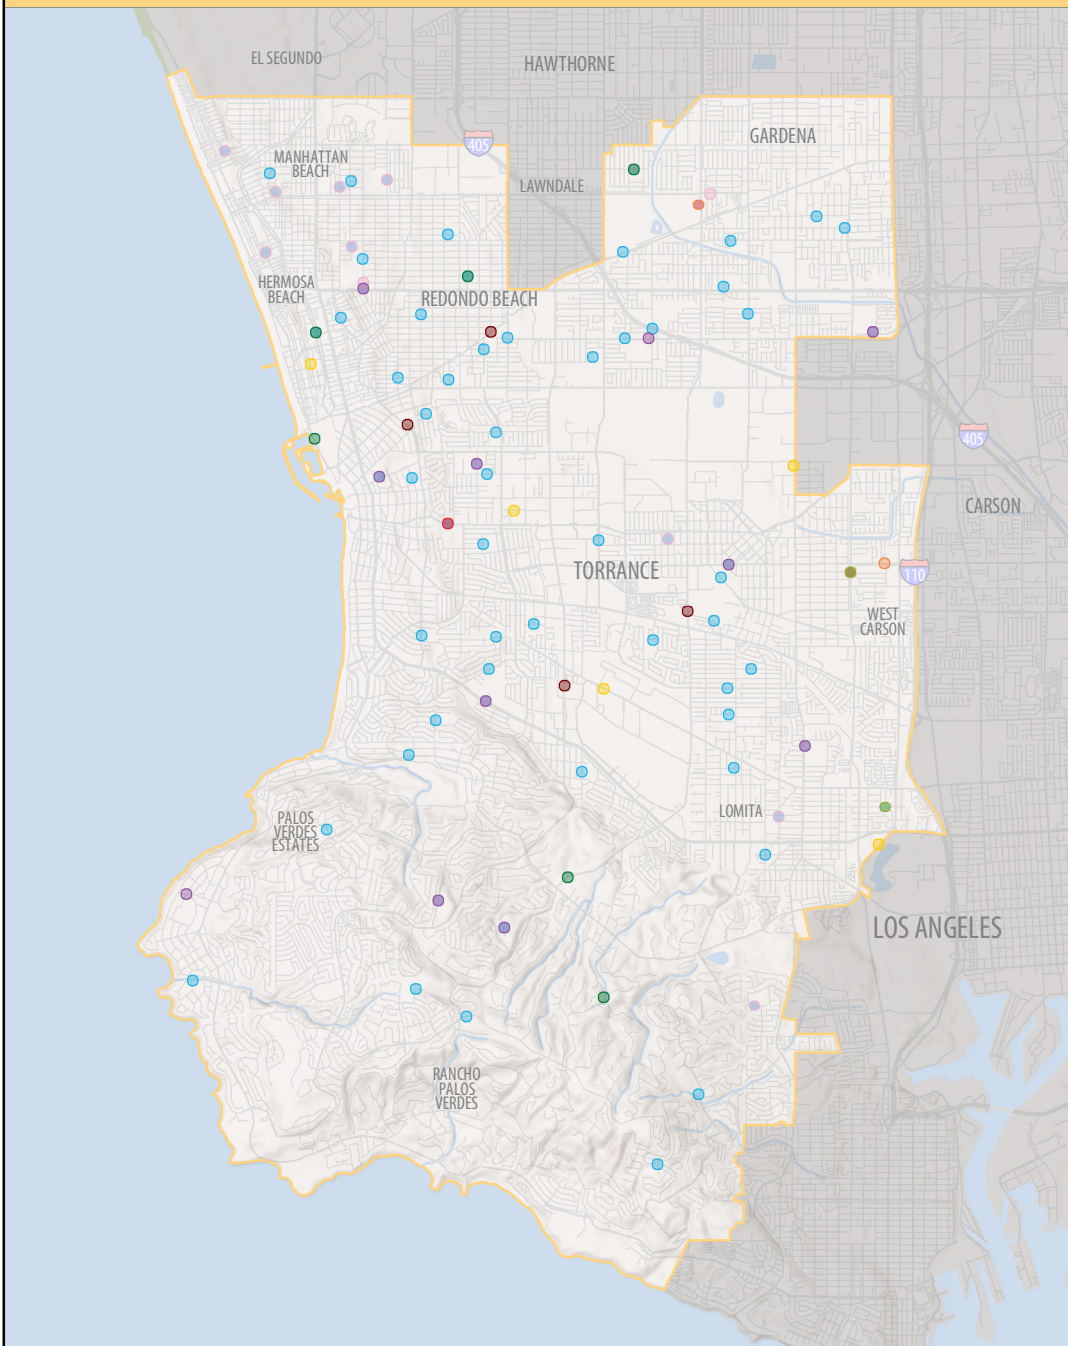 EL SEGUNDO
HAWTHORNE
GARDENA
405
MANHATTAN
BEACH
LAWNDALE
HERMOSA
BEACH
REDONDO BEACH
405
CARSON
TORRANCE
110
WEST
CARSON
LOMITA
PALOS
VERDES
ESTATES
LOS ANGELES
RANCHO
PALOS
VERDES